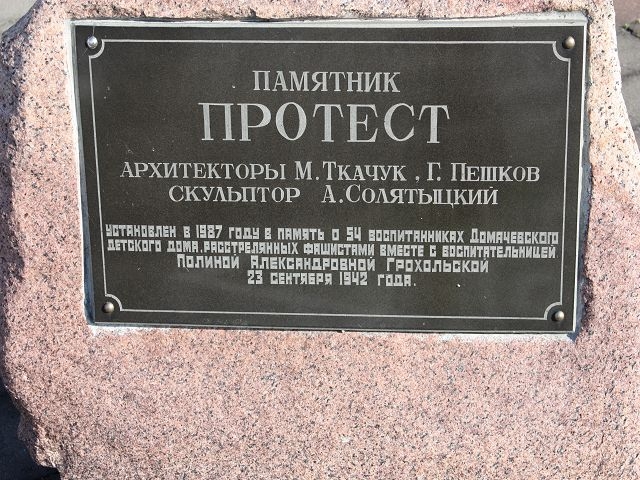 ПАМЯТНИК
ПРОТЕСТ
АРХИТЕКТОРЫ М. ТКАЧУК , Г. ПЕШКОВ
СКУЛЬПТОР А. СОЛЯТЫЦКИЙ
УСТАНОВЛЕН В 1987 ГОДУ В ПАМЯТЬ О 54 ВОСПИТАННИКАХ ДОМАЧЕВСКОГО
ДЕТСКОГО ДОМА, РАССТРЕЛЯННЫХ ФАШИСТАМИ ВМЕСТЕ С ВОСПИТАТЕЛЬНИЦЕЙ
ПОЛИНОЙ АЛЕКСАНДРОВНОЙ ГРОХОЛЬСКОЙ
23 СЕНТЯБРЯ 1942 ГОДА.